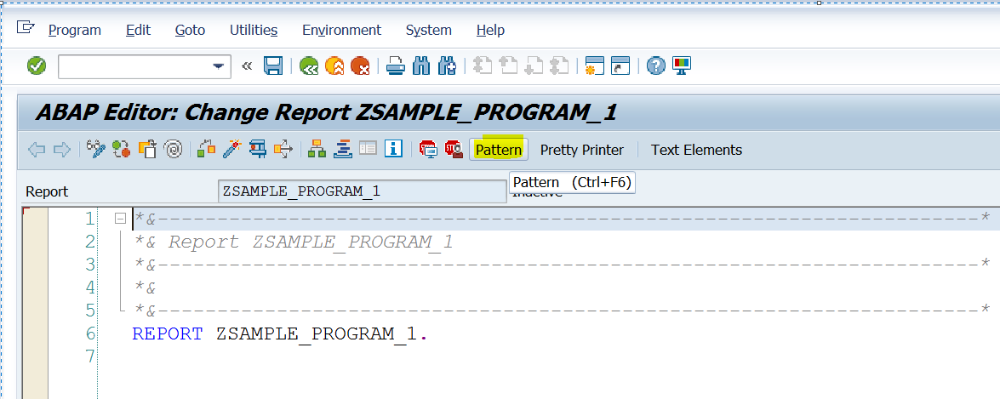 Program Edit Goto Utilities Environment System Help
ABAP Editor: Change Report ZSAMPLE_PROGRAM_1
Pattern Pretty Printer Text Elements
Report ZSAMPLE_PROGRAM_1 Inactive
Pattern (Ctrl+F6)
1 *&---------------------------------------------------------------------*
2 *& Report ZSAMPLE_PROGRAM_1
3 *&---------------------------------------------------------------------*
4 *&
5 *&---------------------------------------------------------------------*
6 REPORT ZSAMPLE_PROGRAM_1.
7